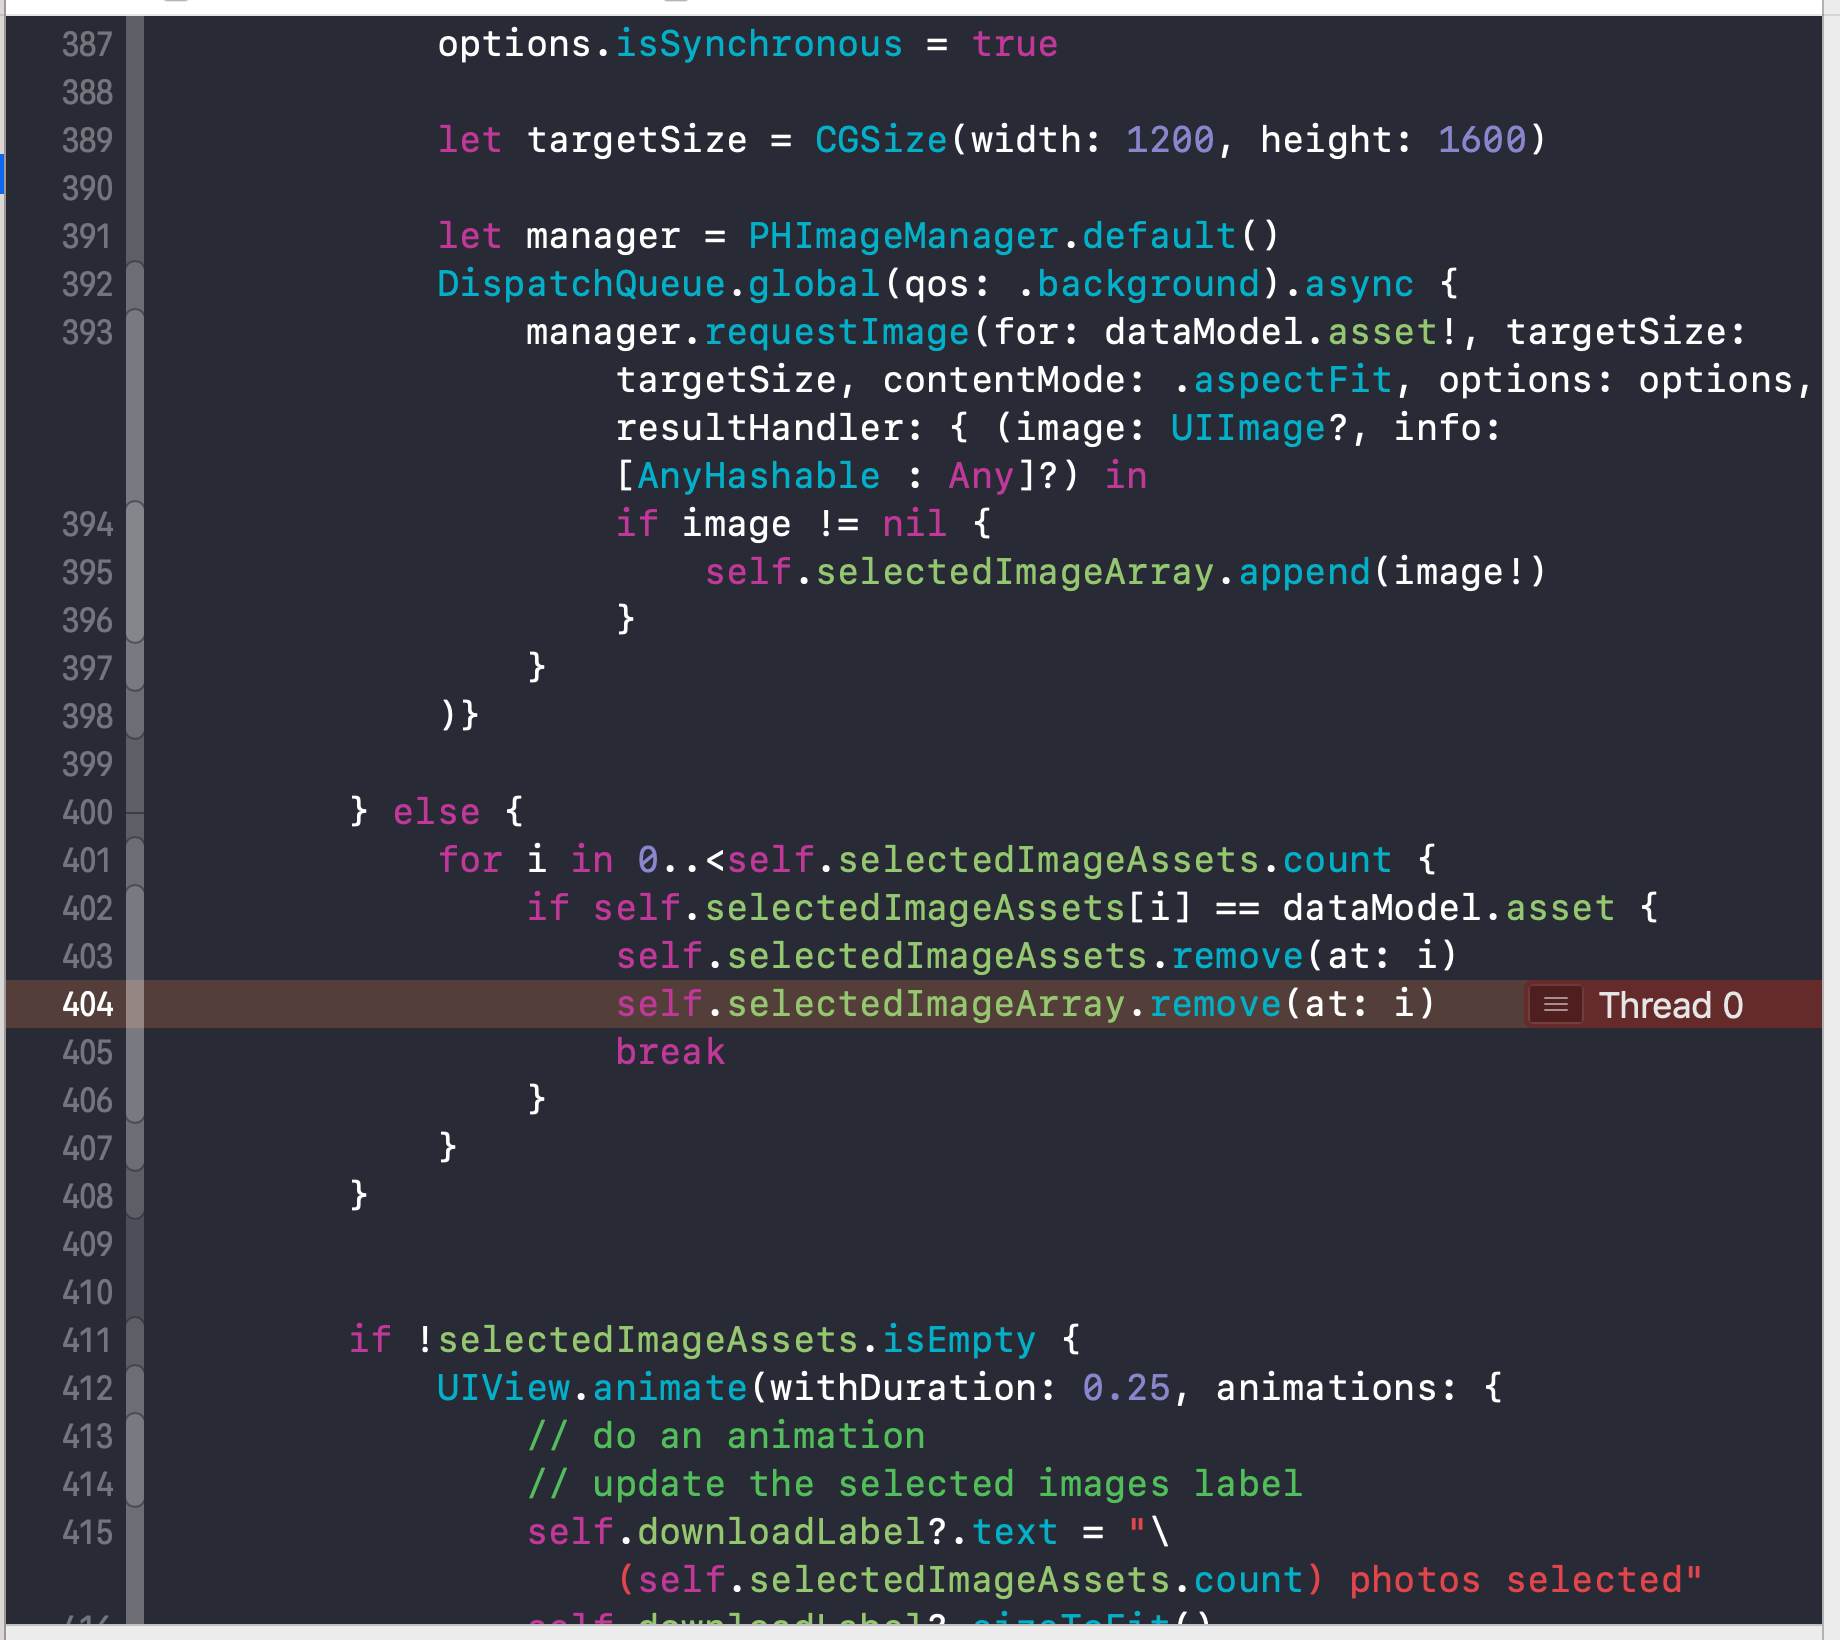 387 options.isSynchronous = true
388
389 let targetSize = CGSize(width: 1200, height: 1600)
390
391 let manager = PHImageManager.default()
392 DispatchQueue.global(qos: .background).async {
393 manager.requestImage(for: dataModel.asset!, targetSize:
targetSize, contentMode: .aspectFit, options: options,
resultHandler: { (image: UIImage?, info:
[AnyHashable : Any]?) in
394 if image != nil {
395 self.selectedImageArray.append(image!)
396 }
397 }
398 )}
399
400 } else {
401 for i in 0..<self.selectedImageAssets.count {
402 if self.selectedImageAssets[i] == dataModel.asset {
403 self.selectedImageAssets.remove(at: i)
404 self.selectedImageArray.remove(at: i) Thread 0
405 break
406 }
407 }
408 }
409
410
411 if !selectedImageAssets.isEmpty {
412 UIView.animate(withDuration: 0.25, animations: {
413 // do an animation
414 // update the selected images label
415 self.downloadLabel?.text = "\
(self.selectedImageAssets.count) photos selected"
416 self.downloadLabel?.sizeToFit()